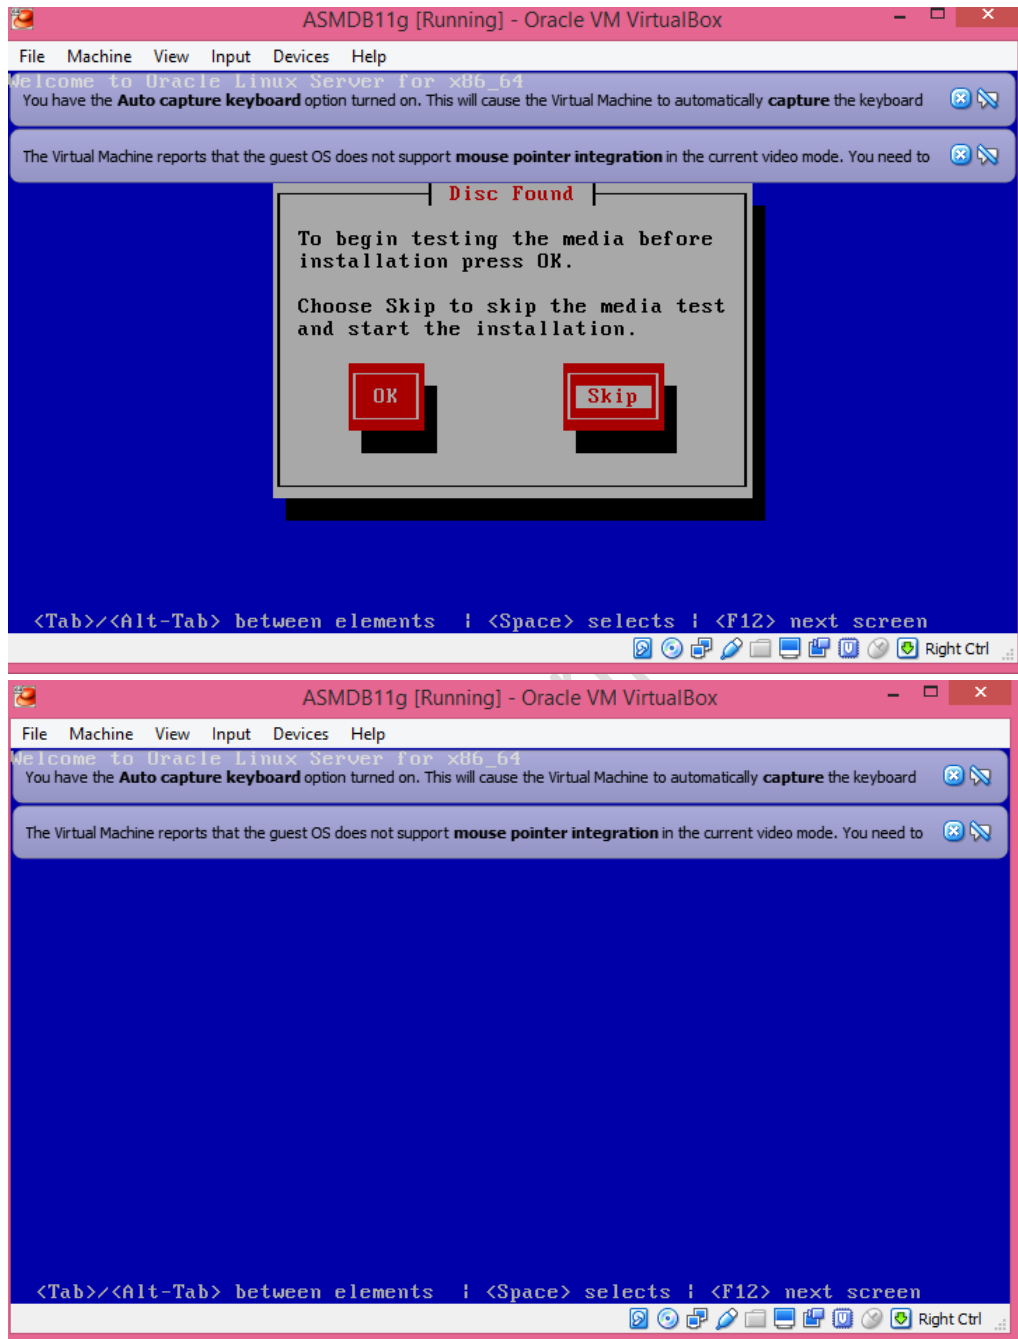 ASMDB11g [Running] - Oracle VM VirtualBox
File Machine View Input Devices Help
Welcome to Oracle Linux Server for x86_64
You have the Auto capture keyboard option turned on. This will cause the Virtual Machine to automatically capture the keyboard
The Virtual Machine reports that the guest OS does not support mouse pointer integration in the current video mode. You need to
Disc Found
To begin testing the media before
installation press OK.
Choose Skip to skip the media test
and start the installation.
OK Skip
<Tab>/<Alt-Tab> between elements | <Space> selects | <F12> next screen
Right Ctrl
ASMDB11g [Running] - Oracle VM VirtualBox
File Machine View Input Devices Help
Welcome to Oracle Linux Server for x86_64
You have the Auto capture keyboard option turned on. This will cause the Virtual Machine to automatically capture the keyboard
The Virtual Machine reports that the guest OS does not support mouse pointer integration in the current video mode. You need to
<Tab>/<Alt-Tab> between elements | <Space> selects | <F12> next screen
Right Ctrl